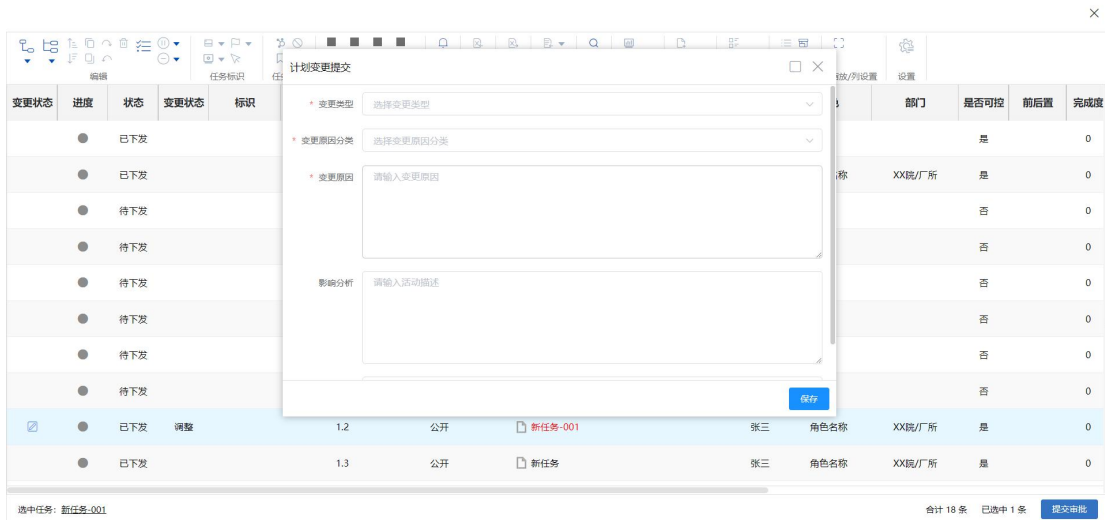 编辑
任务标识
任
放/列设置
设置
计划变更提交
变更状态 进度 状态 变更状态 标识 部门 是否可控 前后置 完成度
* 变更类型 选择变更类型
已下发 是 0
* 变更原因分类 选择变更原因分类
* 变更原因 请输入变更原因
已下发 名称 XX院/厂所 是 0
待下发 否 0
待下发 否 0
影响分析 请输入活动描述
待下发 否 0
待下发 否 0
待下发 否 0
待下发 否 0
保存
已下发 调整 1.2 公开 新任务-001 张三 角色名称 XX院/厂所 是 0
已下发 1.3 公开 新任务 张三 角色名称 XX院/厂所 是 0
选中任务: 新任务-001 合计 18 条 已选中 1 条 提交审批